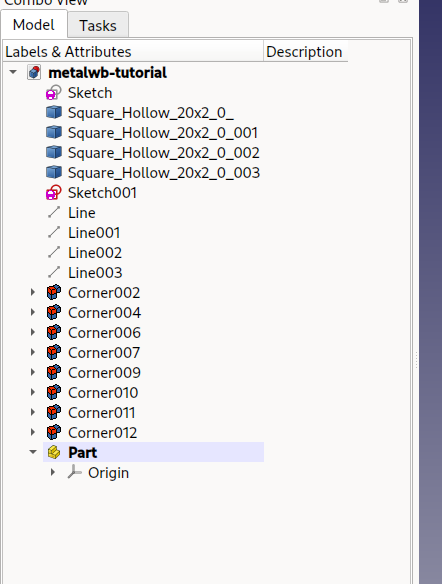 Combo View
Model
Tasks
Labels & Attributes
Description
metalwb-tutorial
Sketch
Square_Hollow_20x2_0_
Square_Hollow_20x2_0_001
Square_Hollow_20x2_0_002
Square_Hollow_20x2_0_003
Sketch001
Line
Line001
Line002
Line003
Corner002
Corner004
Corner006
Corner007
Corner009
Corner010
Corner011
Corner012
Part
Origin